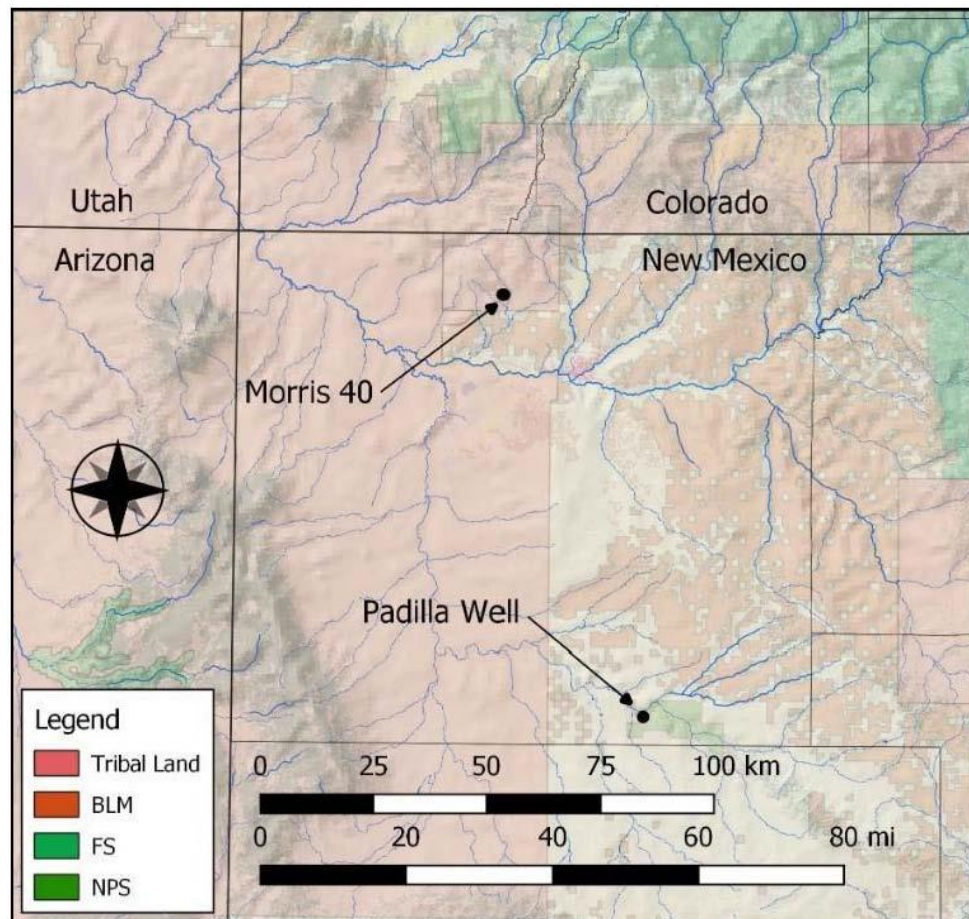 Utah
Colorado
Arizona
New Mexico
Morris 40
Padilla Well
Legend
Tribal Land
BLM
FS
NPS
0 25 50 75 100 km
0 20 40 60 80 mi